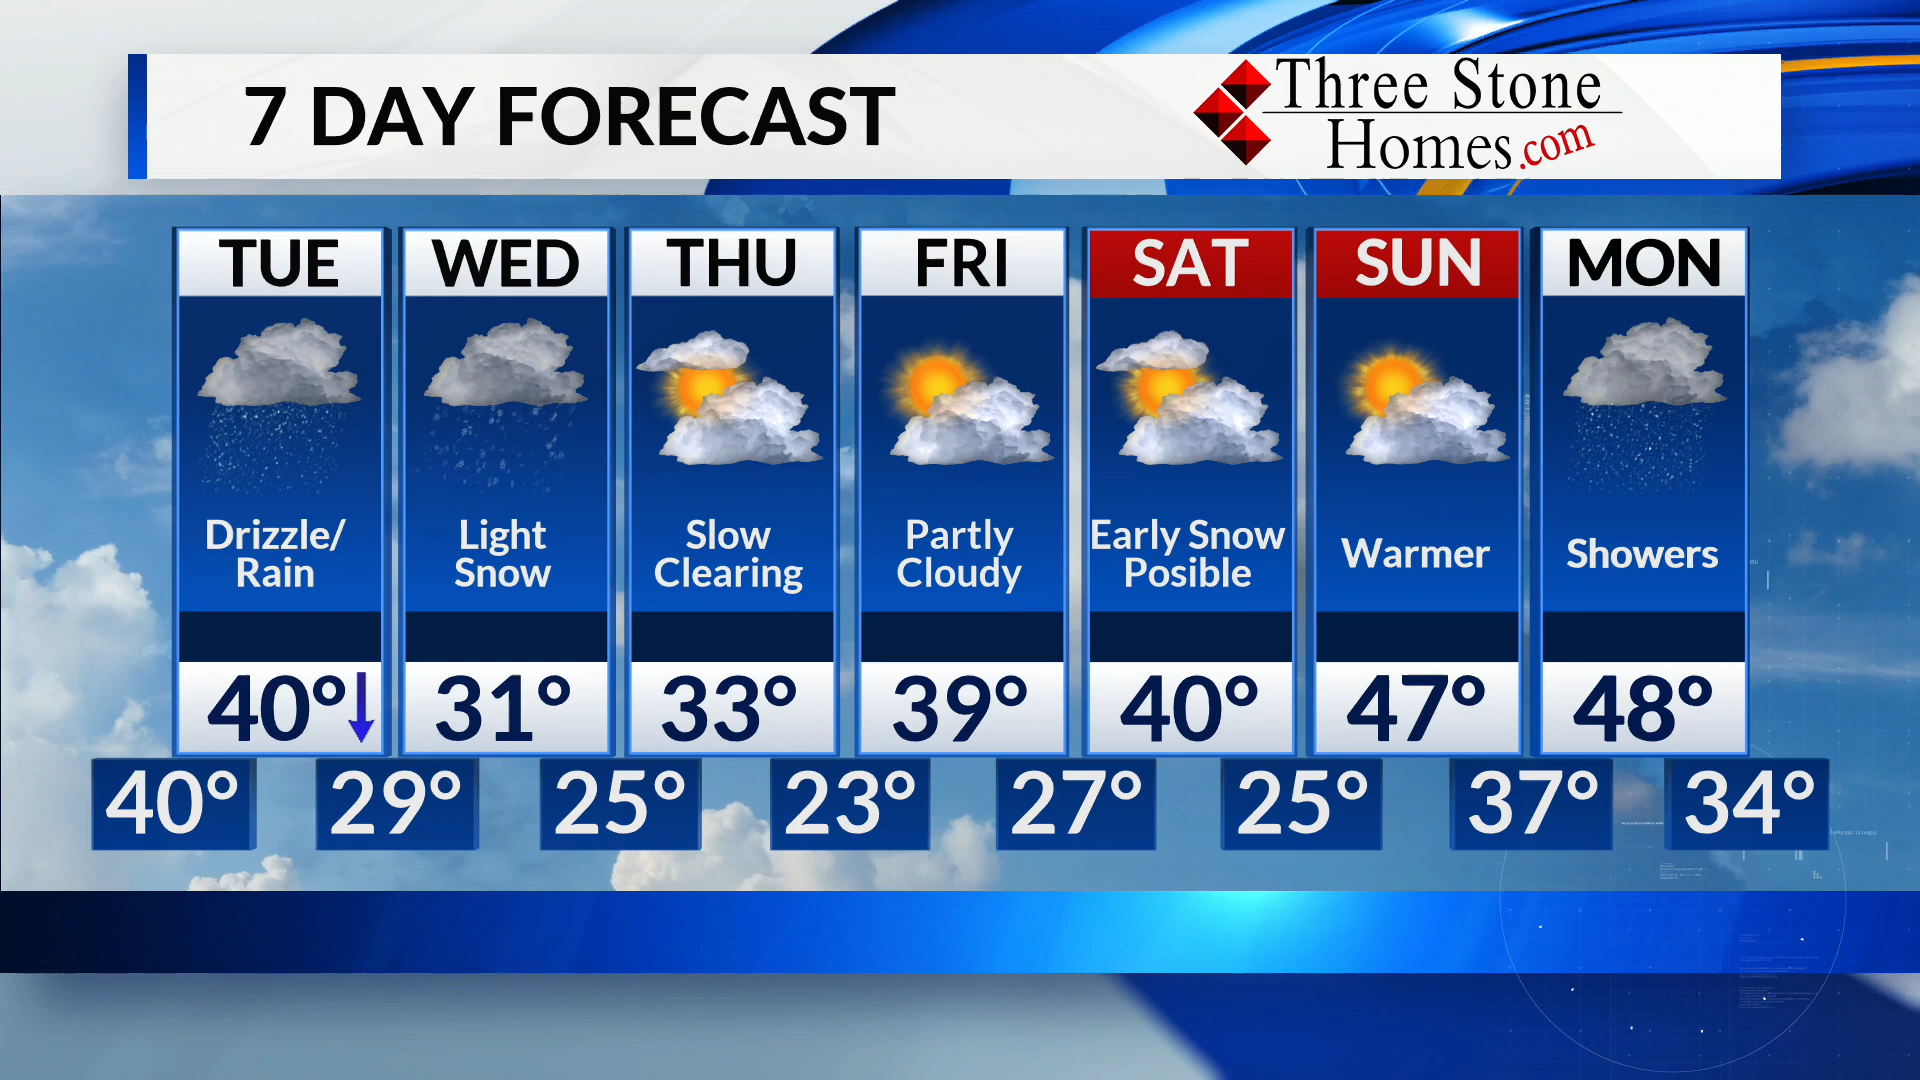 7 DAY FORECAST
Three Stone
Homes.com
TUE WED THU FRI SAT SUN MON
Drizzle/
Rain
Light
Snow
Slow
Clearing
Partly
Cloudy
Early Snow
Posible
Warmer
Showers
40° 31° 33° 39° 40° 47° 48°
40° 29° 25° 23° 27° 25° 37° 34°